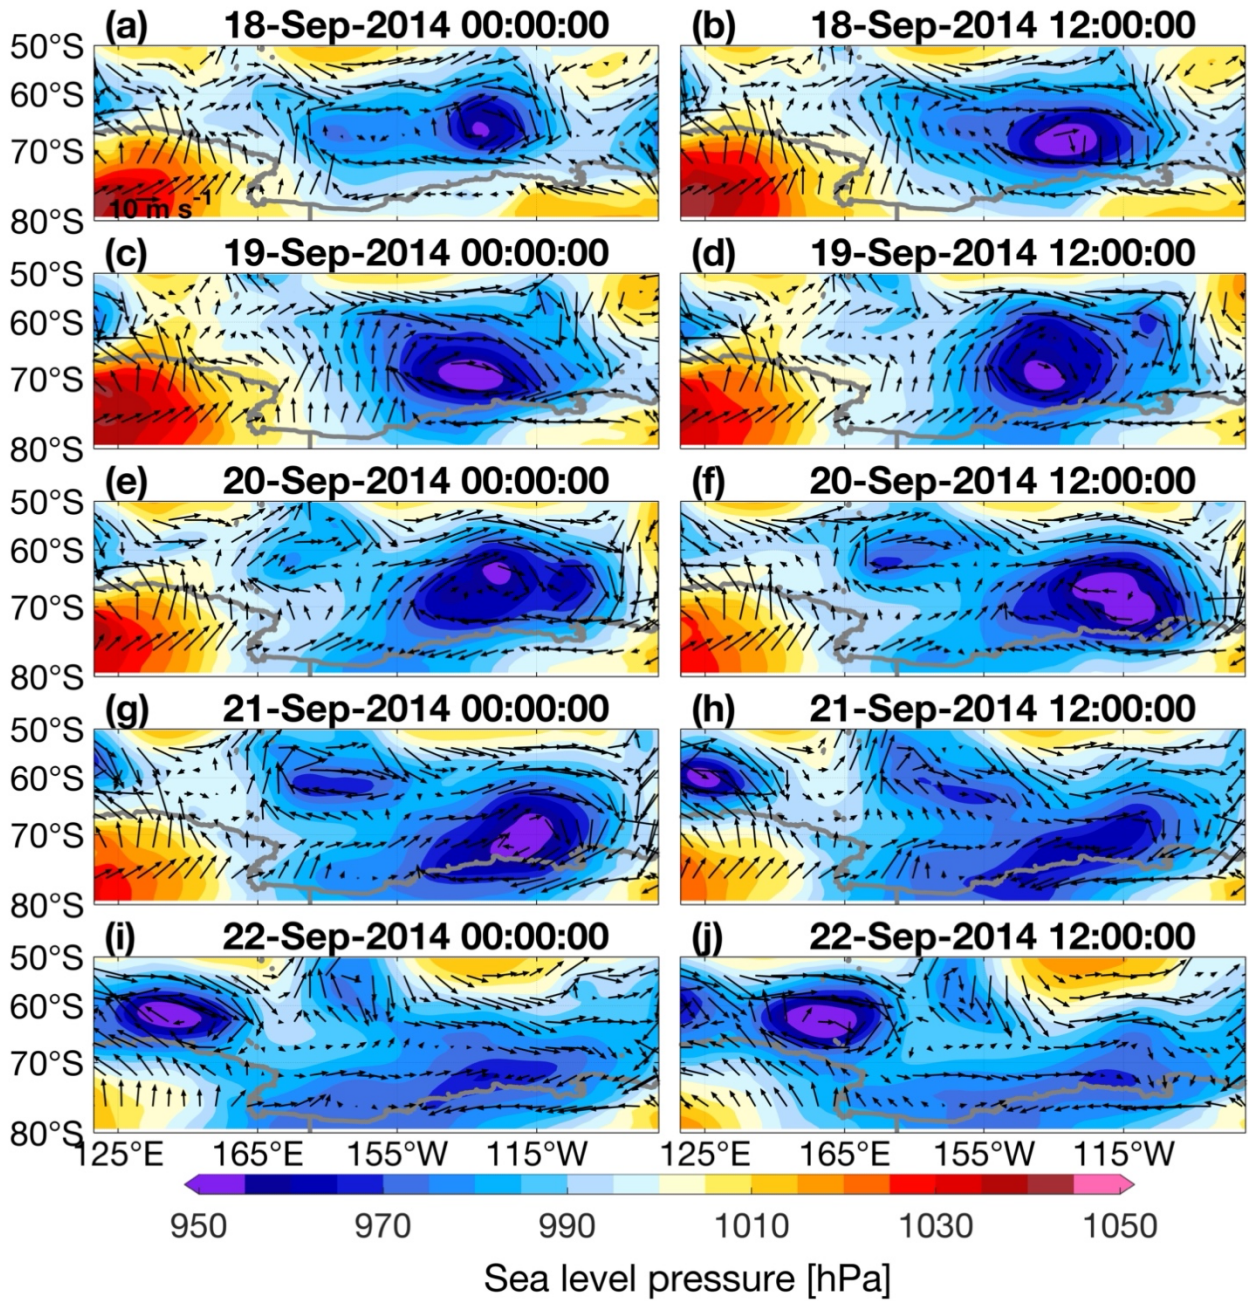 (a) 18-Sep-2014 00:00:00 (b) 18-Sep-2014 12:00:00
50°S
60°S
70°S
10 m s⁻¹
80°S
(c) 19-Sep-2014 00:00:00 (d) 19-Sep-2014 12:00:00
50°S
60°S
70°S
80°S
(e) 20-Sep-2014 00:00:00 (f) 20-Sep-2014 12:00:00
50°S
60°S
70°S
80°S
(g) 21-Sep-2014 00:00:00 (h) 21-Sep-2014 12:00:00
50°S
60°S
70°S
80°S
(i) 22-Sep-2014 00:00:00 (j) 22-Sep-2014 12:00:00
50°S
60°S
70°S
80°S
125°E 165°E 155°W 115°W 125°E 165°E 155°W 115°W
950 970 990 1010 1030 1050
Sea level pressure [hPa]